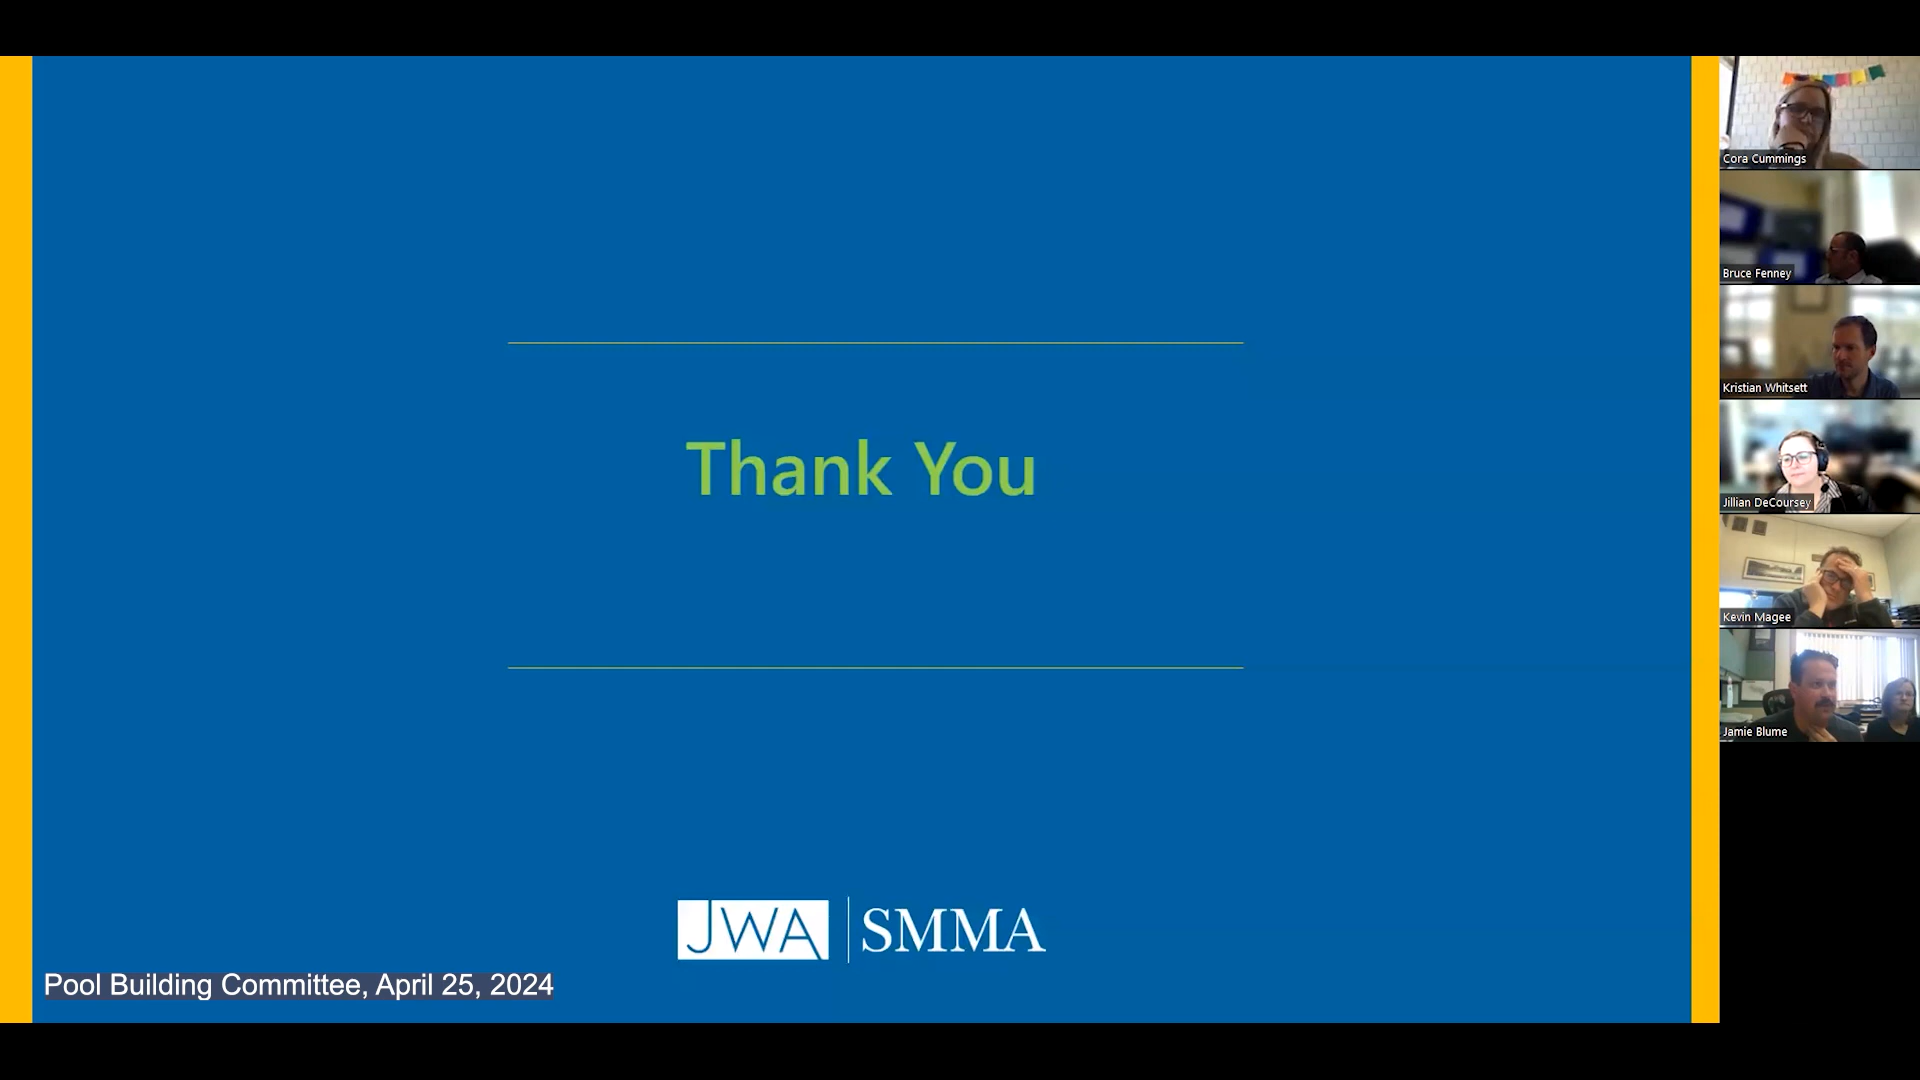 Thank You
JWA | SMMA
Pool Building Committee, April 25, 2024
Cora Cummings
Bruce Fenney
Kristian Whitsett
Jillian DeCoursey
Kevin Magee
Jamie Blume